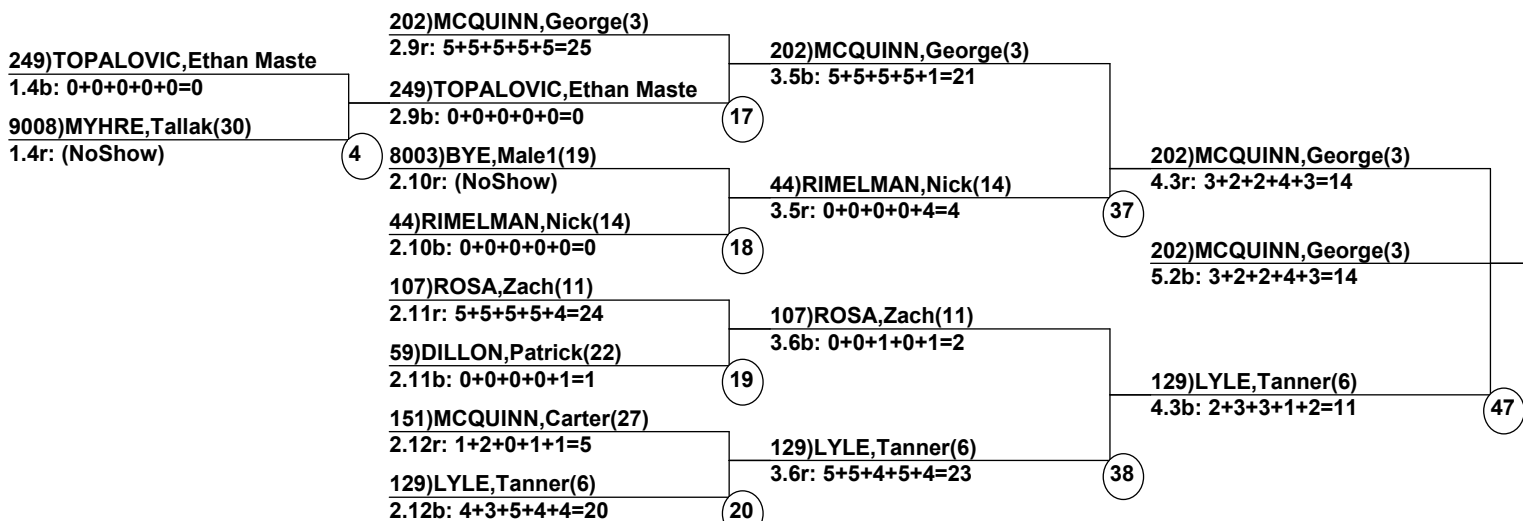 249)TOPALOVIC,Ethan Maste
1.4b: 0+0+0+0+0=0
9008)MYHRE,Tallak(30)
1.4r: (NoShow)
4
202)MCQUINN,George(3)
2.9r: 5+5+5+5+5=25
249)TOPALOVIC,Ethan Maste
2.9b: 0+0+0+0+0=0
17
8003)BYE,Male1(19)
2.10r: (NoShow)
44)RIMELMAN,Nick(14)
2.10b: 0+0+0+0+0=0
18
107)ROSA,Zach(11)
2.11r: 5+5+5+5+4=24
59)DILLON,Patrick(22)
2.11b: 0+0+0+0+1=1
19
151)MCQUINN,Carter(27)
2.12r: 1+2+0+1+1=5
129)LYLE,Tanner(6)
2.12b: 4+3+5+4+4=20
20
202)MCQUINN,George(3)
3.5b: 5+5+5+5+1=21
44)RIMELMAN,Nick(14)
3.5r: 0+0+0+0+4=4
37
107)ROSA,Zach(11)
3.6b: 0+0+1+0+1=2
129)LYLE,Tanner(6)
3.6r: 5+5+4+5+4=23
38
202)MCQUINN,George(3)
4.3r: 3+2+2+4+3=14
202)MCQUINN,George(3)
5.2b: 3+2+2+4+3=14
129)LYLE,Tanner(6)
4.3b: 2+3+3+1+2=11
47